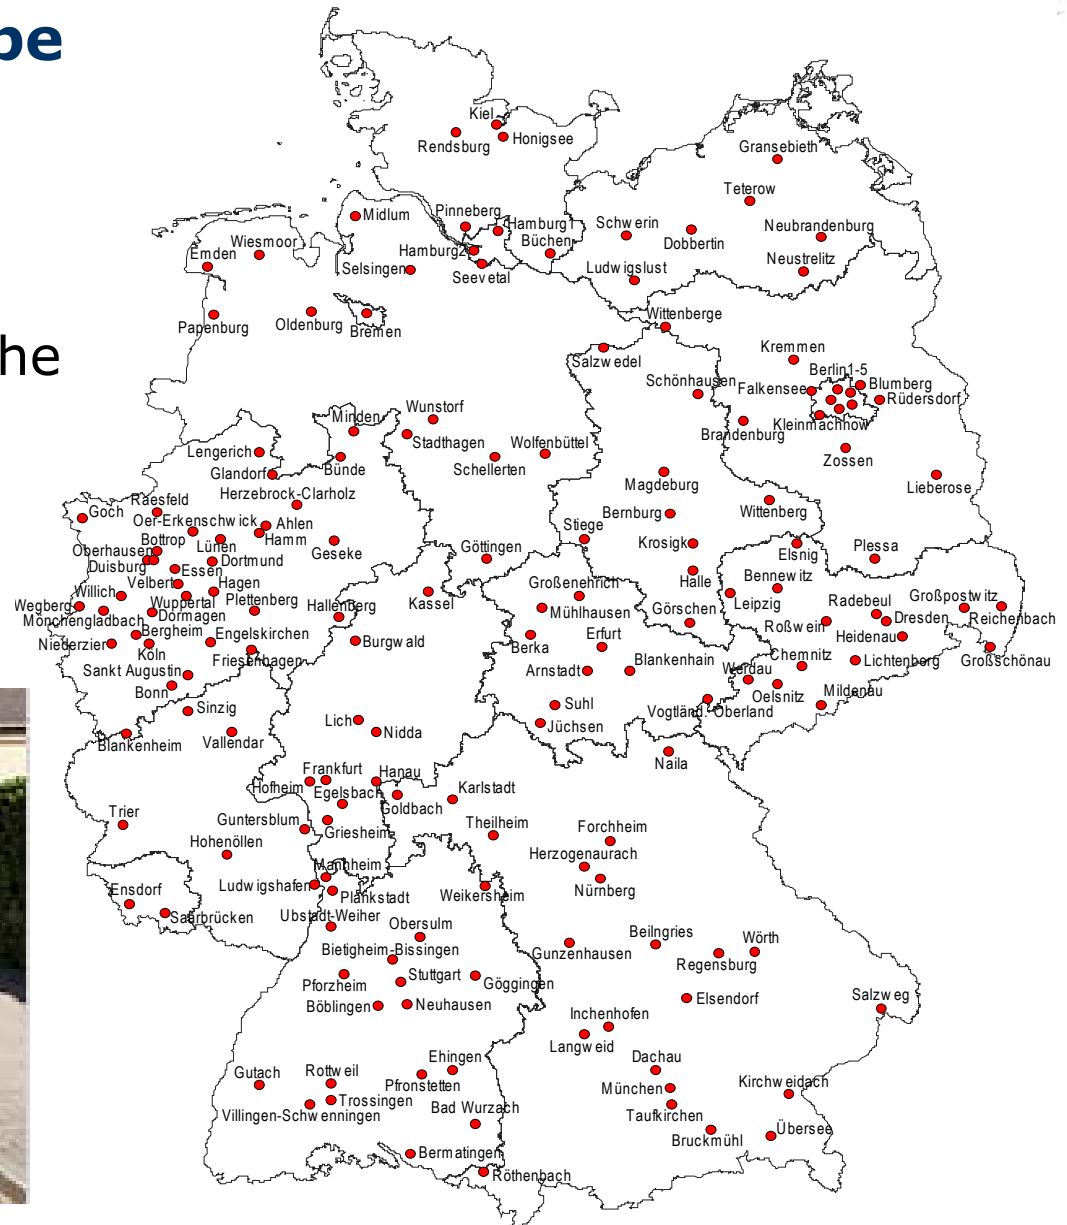 be
he
Kiel
Honigsee
Rendsburg
Gransebieth
Teterow
Midlum
Pinneberg
Hamburg1
Schwerin
Neubrandenburg
Dobbertin
Wiesmoor
Hamburg2
Büchen
Emden
Selsingen
Seevetal
Ludwigslust
Neustrelitz
Papenburg
Oldenburg
Bremen
Wittenberge
Salzwedel
Kremmen
Berlin1-5
Schönhausen
Falkensee
Blumberg
Rüdersdorf
Minden
Wunstorf
Brandenburg
Kleinmachnow
Stadthagen
Wolfenbüttel
Lengerich
Zossen
Glandorf
Bünde
Schellerten
Magdeburg
Lieberose
Herzebrock-Clarholz
Raesfeld
Goch
Oer-Erkenschwick
Ahlen
Bernburg
Wittenberg
Stiege
Bottrop
Lünen
Hamm
Geseke
Göttingen
Krosigk
Elsnig
Plessa
Oberhausen
Duisburg
Dortmund
Essen
Velbert
Hagen
Großenehrich
Halle
Bennewitz
Willich
Wuppertal
Plettenberg
Hallenberg
Kassel
Mühlhausen
Görschen
Leipzig
Radebeul
Großpostwitz
Wegberg
Mönchengladbach
Dormagen
Dresden
Reichenbach
Roßwein
Bergheim
Engelskirchen
Burgwald
Berka
Erfurt
Heidenau
Niederzier
Köln
Friesenhagen
Blankenhain
Chemnitz
Lichtenberg
Großschönau
Sankt Augustin
Arnstadt
Werdau
Bonn
Oelsnitz
Mildenau
Sinzig
Suhl
Vogtländ. Oberland
Lich
Jüchsen
Nidda
Blankenheim
Vallendar
Naila
Frankfurt
Hanau
Hofheim
Egelsbach
Karlstadt
Goldbach
Trier
Guntersblum
Griesheim
Theilheim
Forchheim
Hohenöllen
Herzogenaurach
Mannheim
Ludwigshafen
Nürnberg
Ensdorf
Plankstadt
Weikersheim
Saarbrücken
Ubstadt-Weiher
Obersulm
Beilngries
Wörth
Bietigheim-Bissingen
Gunzenhausen
Regensburg
Stuttgart
Pforzheim
Göggingen
Salzweg
Böblingen
Neuhausen
Elsendorf
Inchenhofen
Langweid
Ehingen
Dachau
Gutach
Rottweil
Pfronstetten
München
Kirchweidach
Trossingen
Villingen-Schwenningen
Bad Wurzach
Taufkirchen
Bruckmühl
Übersee
Bermatingen
Röthenbach